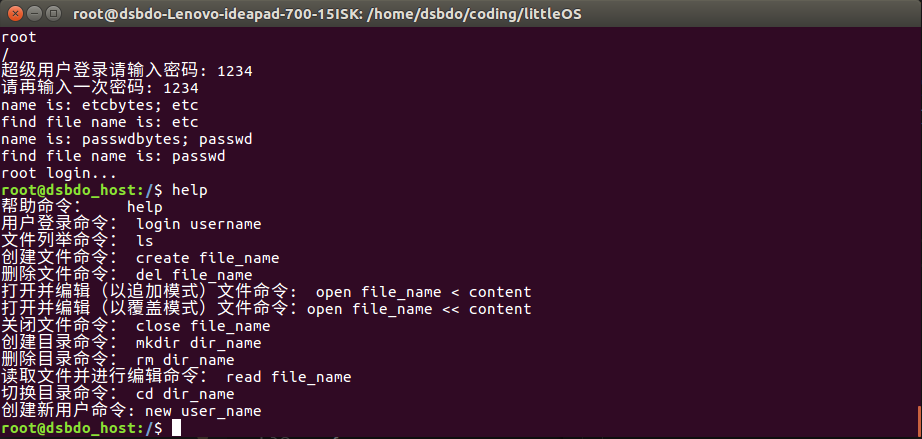 root@dsbdo-Lenovo-ideapad-700-15ISK: /home/dsbdo/coding/littleOS
root
/
超级用户登录请输入密码: 1234
请再输入一次密码: 1234
name is: etcbytes; etc
find file name is: etc
name is: passwdbytes; passwd
find file name is: passwd
root login...
root@dsbdo_host:/$ help
帮助命令：    help
用户登录命令： login username
文件列举命令： ls
创建文件命令： create file_name
删除文件命令： del file_name
打开并编辑（以追加模式）文件命令:  open file_name < content
打开并编辑（以覆盖模式）文件命令：open file_name << content
关闭文件命令： close file_name
创建目录命令： mkdir dir_name
删除目录命令： rm dir_name
读取文件并进行编辑命令： read file_name
切换目录命令： cd dir_name
创建新用户命令: new user_name
root@dsbdo_host:/$